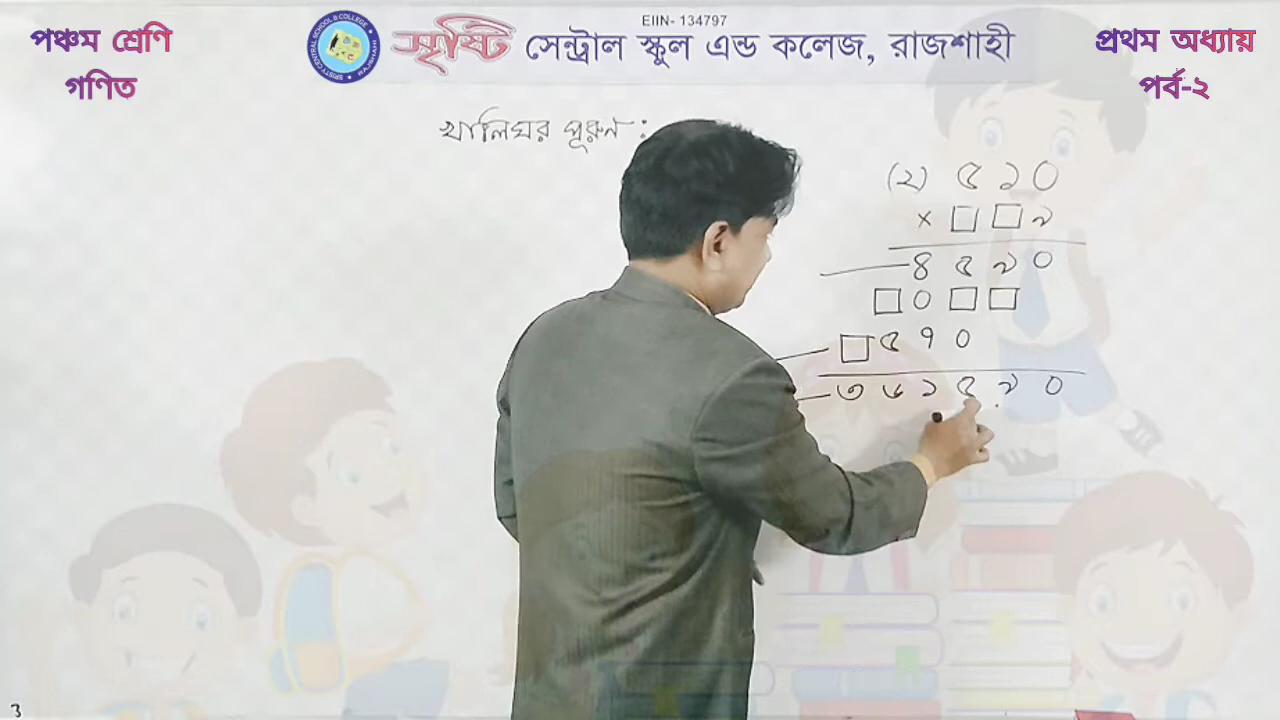 EIIN- 134797
পঞ্চম শ্রেণি
গণিত
সৃষ্টি সেন্ট্রাল স্কুল এন্ড কলেজ, রাজশাহী
প্রথম অধ্যায়
পর্ব-২
খালিঘর পূরুণ :
(২) ৫১০
× □□৯
৪৫৯০
□০□□
□৫৭০
৩৬১৫৯০